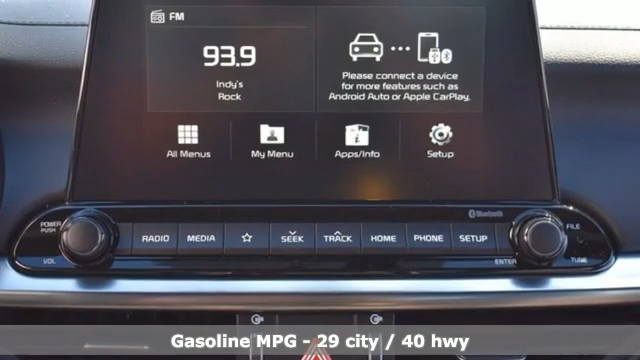 FM
93.9
Indy's
Rock
Please connect a device
for more features such as
Android Auto or Apple CarPlay.
All Menus
My Menu
Apps/Info
Setup
Bluetooth
POWER
PUSH
RADIO
MEDIA
SEEK
TRACK
HOME
PHONE
SETUP
FILE
VOL
ENTER
TUNE
Gasoline MPG - 29 city / 40 hwy